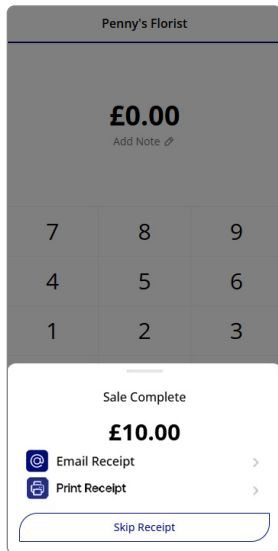 Penny's Florist
£0.00
Add Note
7 8 9
4 5 6
1 2 3
Sale Complete
£10.00
Email Receipt
Print Receipt
Skip Receipt